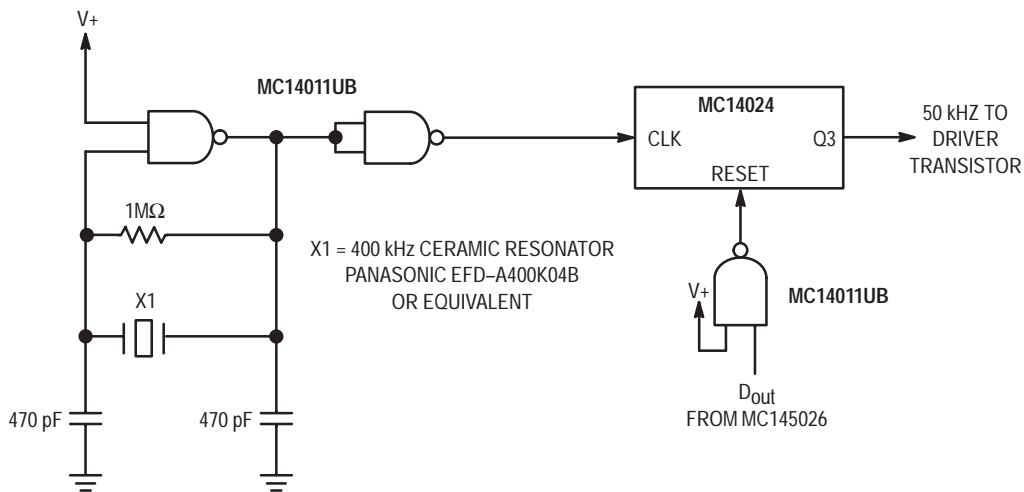 V+
MC14011UB
MC14024
CLK
Q3
RESET
50 kHZ TO
DRIVER
TRANSISTOR
1MΩ
X1 = 400 kHz CERAMIC RESONATOR
PANASONIC EFD–A400K04B
OR EQUIVALENT
X1
V+
MC14011UB
Dout
FROM MC145026
470 pF
470 pF